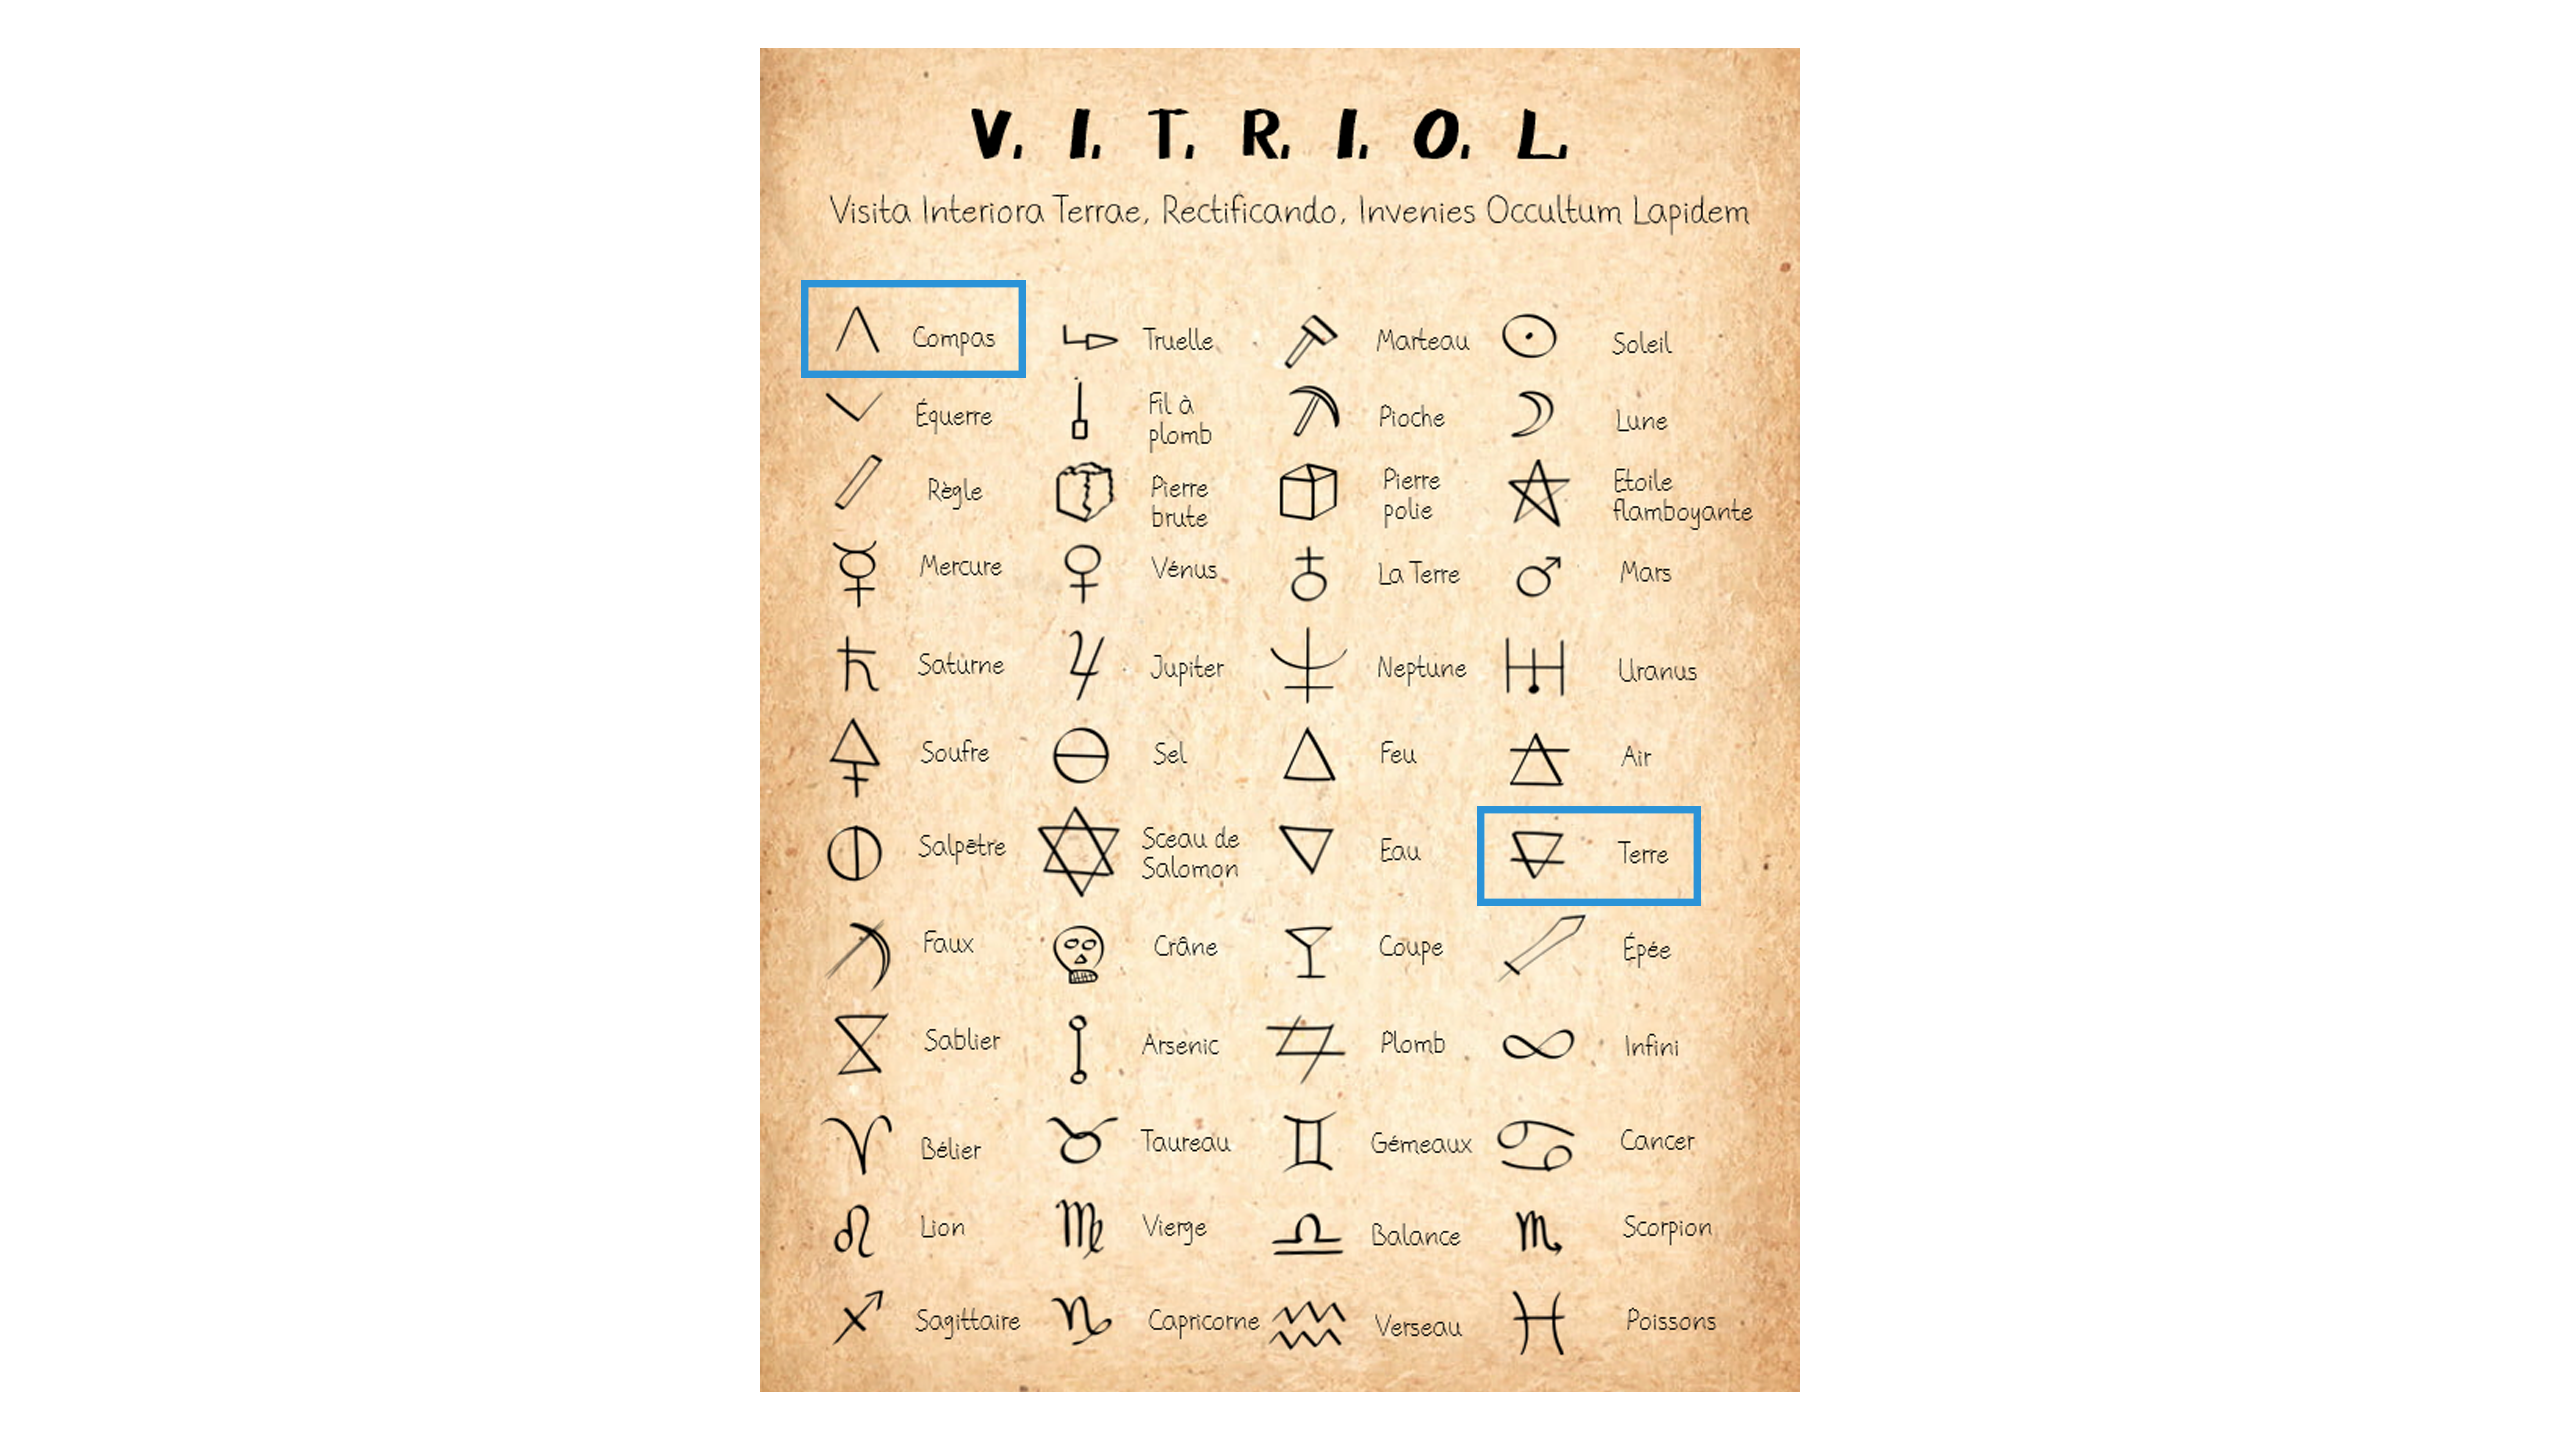 V. I. T. R. I. O. L.
Visita Interiora Terrae, Rectificando, Invenies Occultum Lapidem
Compas
Truelle
Marteau
Soleil
Équerre
Fil à
plomb
Pioche
Lune
Règle
Pierre
brute
Pierre
polie
Etoile
flamboyante
Mercure
Vénus
La Terre
Mars
Saturne
Jupiter
Neptune
Uranus
Soufre
Sel
Feu
Air
Salpêtre
Sceau de
Salomon
Eau
Terre
Faux
Crâne
Coupe
Épée
Sablier
Arsenic
Plomb
Infini
Bélier
Taureau
Gémeaux
Cancer
Lion
Vierge
Balance
Scorpion
Sagittaire
Capricorne
Verseau
Poissons